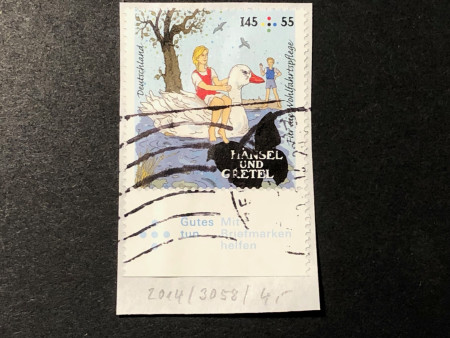 145 55
Deutschland
Für die Wohlfahrtspflege
HÄNSEL
UND
GRETEL
Gutes Mit
tun Briefmarken
helfen
2014/3058/4,-